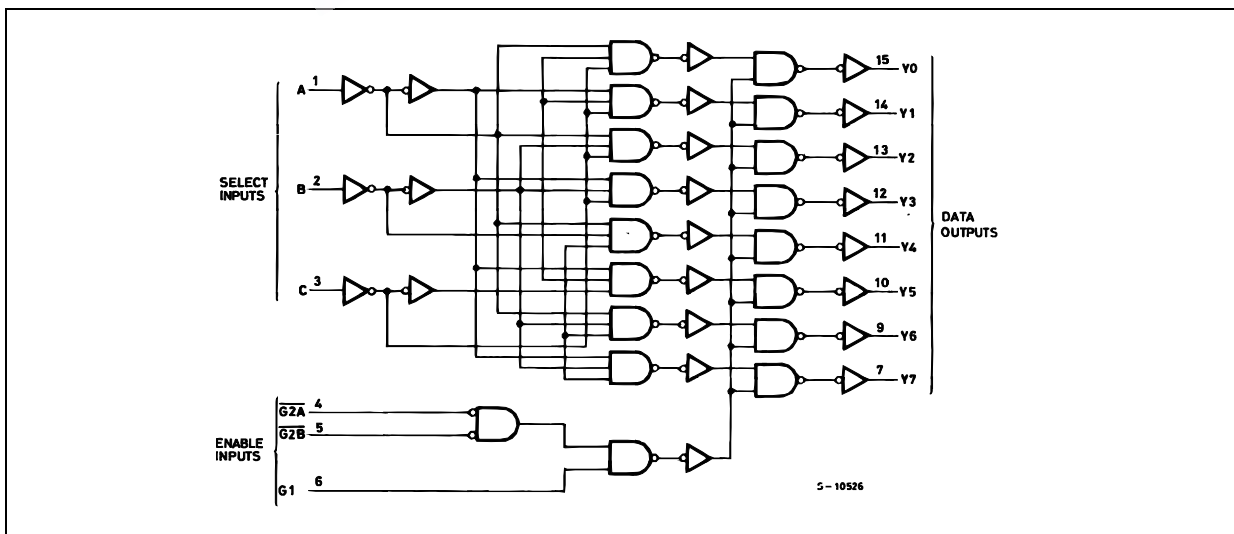 15 Y0
A 1
14 Y1
13 Y2
SELECT
INPUTS
B 2
12 Y3
DATA
OUTPUTS
11 Y4
C 3
10 Y5
9 Y6
7 Y7
G2A 4
G2B 5
ENABLE
INPUTS
G1 6
S-10526